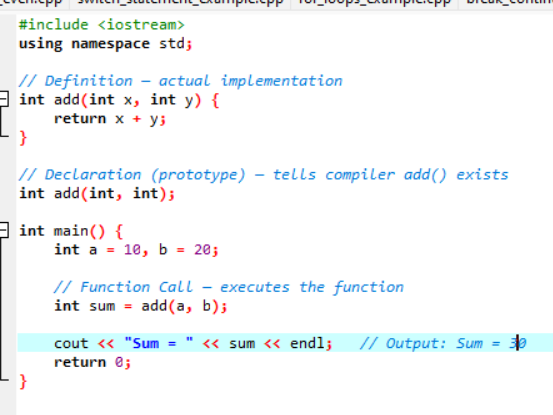 _even.cpp switch_statement_example.cpp for_loops_example.cpp
#include <iostream>
using namespace std;
// Definition — actual implementation
int add(int x, int y) {
return x + y;
}
// Declaration (prototype) — tells compiler add() exists
int add(int, int);
int main() {
int a = 10, b = 20;
// Function Call — executes the function
int sum = add(a, b);
cout << "Sum = " << sum << endl; // Output: Sum = 30
return 0;
}